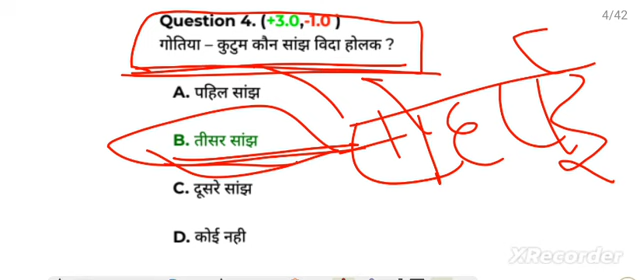 Question 4. (+3.0,-1.0 )
4/42
गोतिया – कुटुम कौन सांझ विदा होलक ?
A. पहिल सांझ
B. तीसर सांझ
C. दूसरे सांझ
D. कोई नही
XRecorder